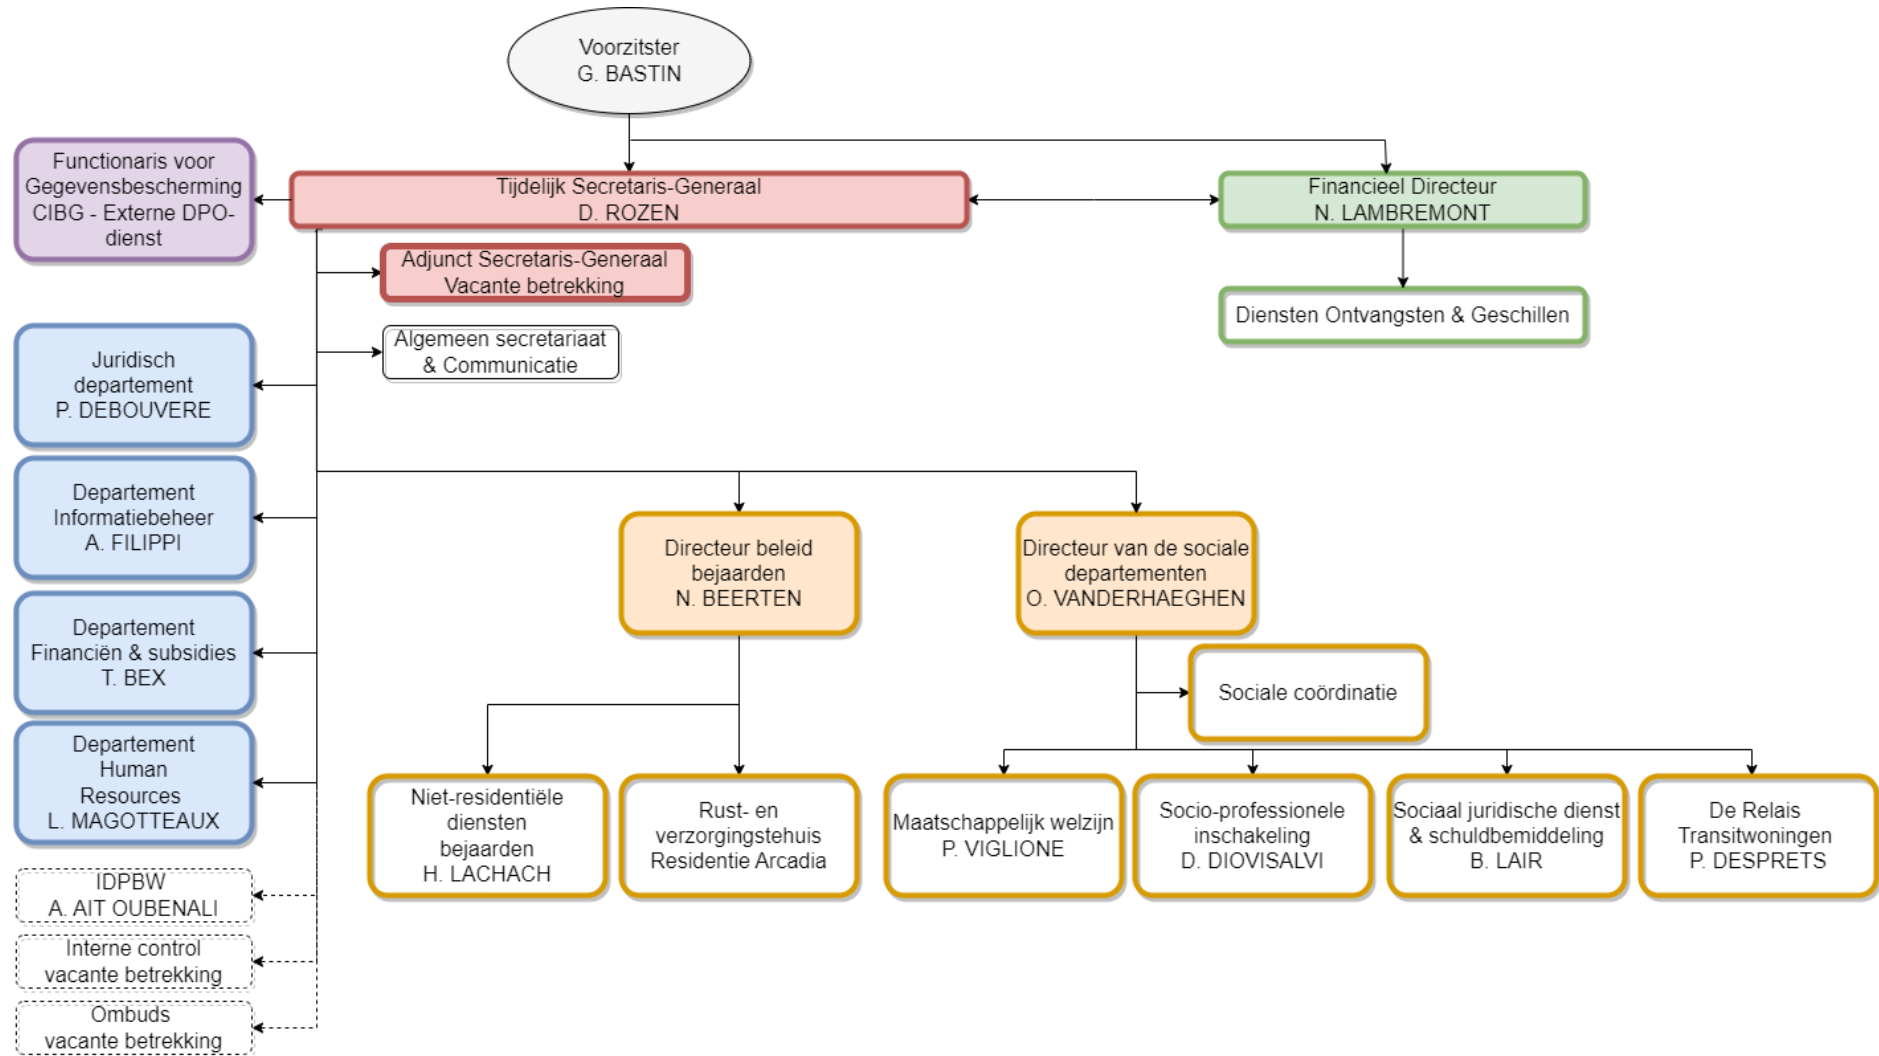 Voorzitster
G. BASTIN
Functionaris voor
Gegevensbescherming
CIBG - Externe DPO-
dienst
Tijdelijk Secretaris-Generaal
D. ROZEN
Financieel Directeur
N. LAMBREMONT
Adjunct Secretaris-Generaal
Vacante betrekking
Diensten Ontvangsten & Geschillen
Algemeen secretariaat
& Communicatie
Juridisch
departement
P. DEBOUVERE
Departement
Informatiebeheer
A. FILIPPI
Directeur beleid
bejaarden
N. BEERTEN
Directeur van de sociale
departementen
O. VANDERHAEGHEN
Departement
Financiën & subsidies
T. BEX
Sociale coördinatie
Departement
Human
Resources
L. MAGOTTEAUX
Niet-residentiële
diensten
bejaarden
H. LACHACH
Rust- en
verzorgingstehuis
Residentie Arcadia
Maatschappelijk welzijn
P. VIGLIONE
Socio-professionele
inschakeling
D. DIOVISALVI
Sociaal juridische dienst
& schuldbemiddeling
B. LAIR
De Relais
Transitwoningen
P. DESPRETS
IDPBW
A. AIT OUBENALI
Interne control
vacante betrekking
Ombuds
vacante betrekking